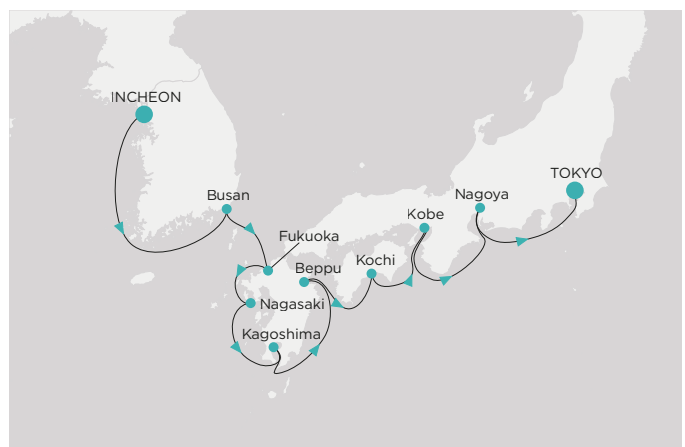 INCHEON
TOKYO
Busan
Nagoya
Kobe
Fukuoka
Kochi
Beppu
Nagasaki
Kagoshima